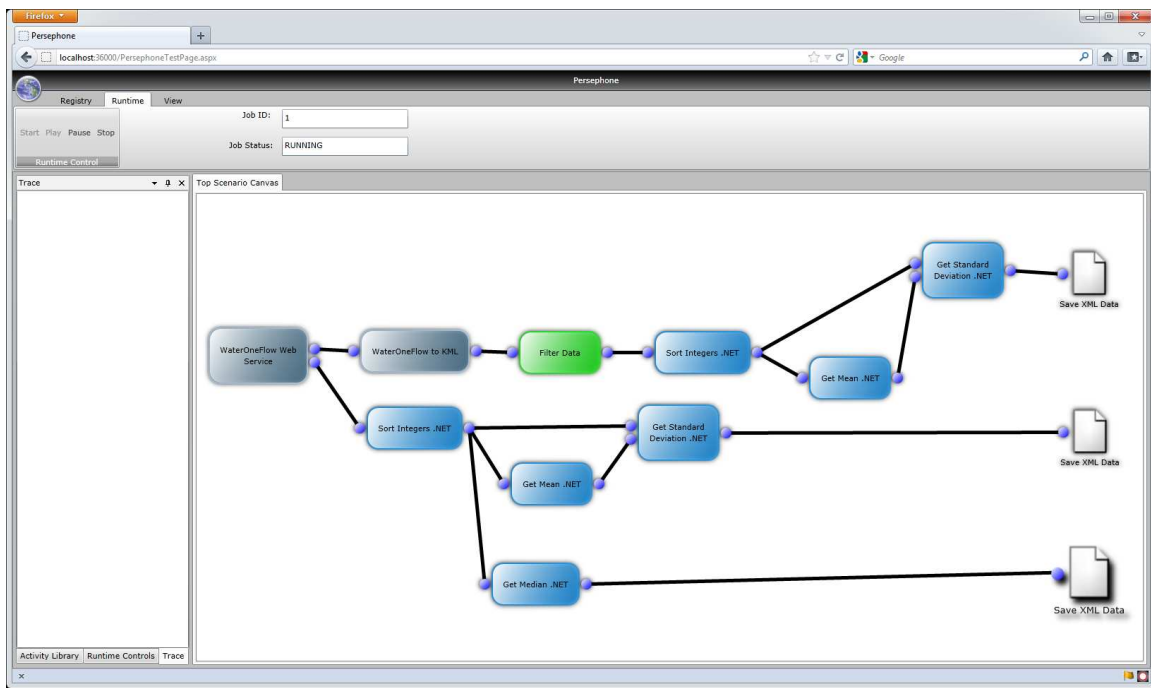 Firefox
Persephone
localhost:36000/PersephoneTestPage.aspx
Google
Persephone
Registry Runtime View
Start Play Pause Stop
Runtime Control
Job ID: 1
Job Status: RUNNING
Trace
Top Scenario Canvas
Get Standard
Deviation .NET
Save XML Data
WaterOneFlow Web
Service
WaterOneFlow to KML
Filter Data
Sort Integers .NET
Get Mean .NET
Sort Integers .NET
Get Standard
Deviation .NET
Save XML Data
Get Mean .NET
Get Median .NET
Save XML Data
Activity Library Runtime Controls Trace